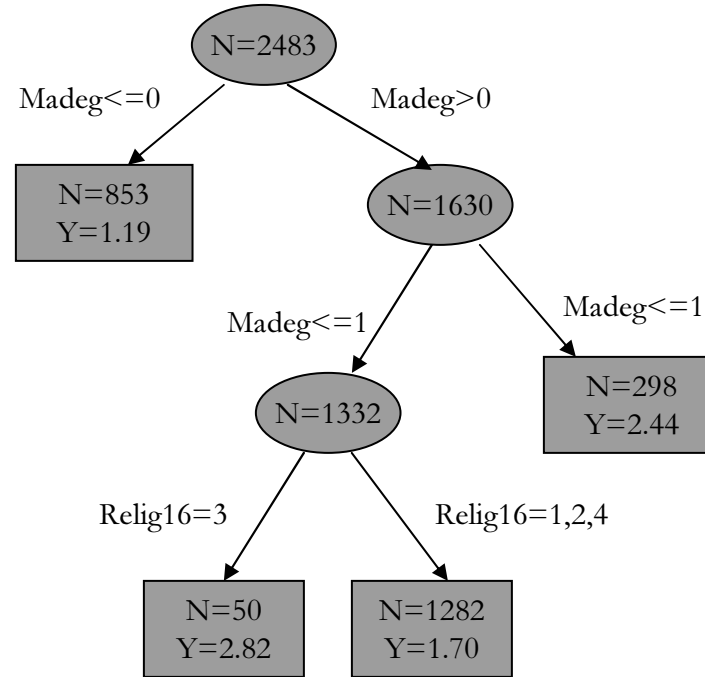 N=2483
Madeg<=0
Madeg>0
N=853
Y=1.19
N=1630
Madeg<=1
Madeg<=1
N=298
Y=2.44
N=1332
Relig16=3
Relig16=1,2,4
N=50
Y=2.82
N=1282
Y=1.70